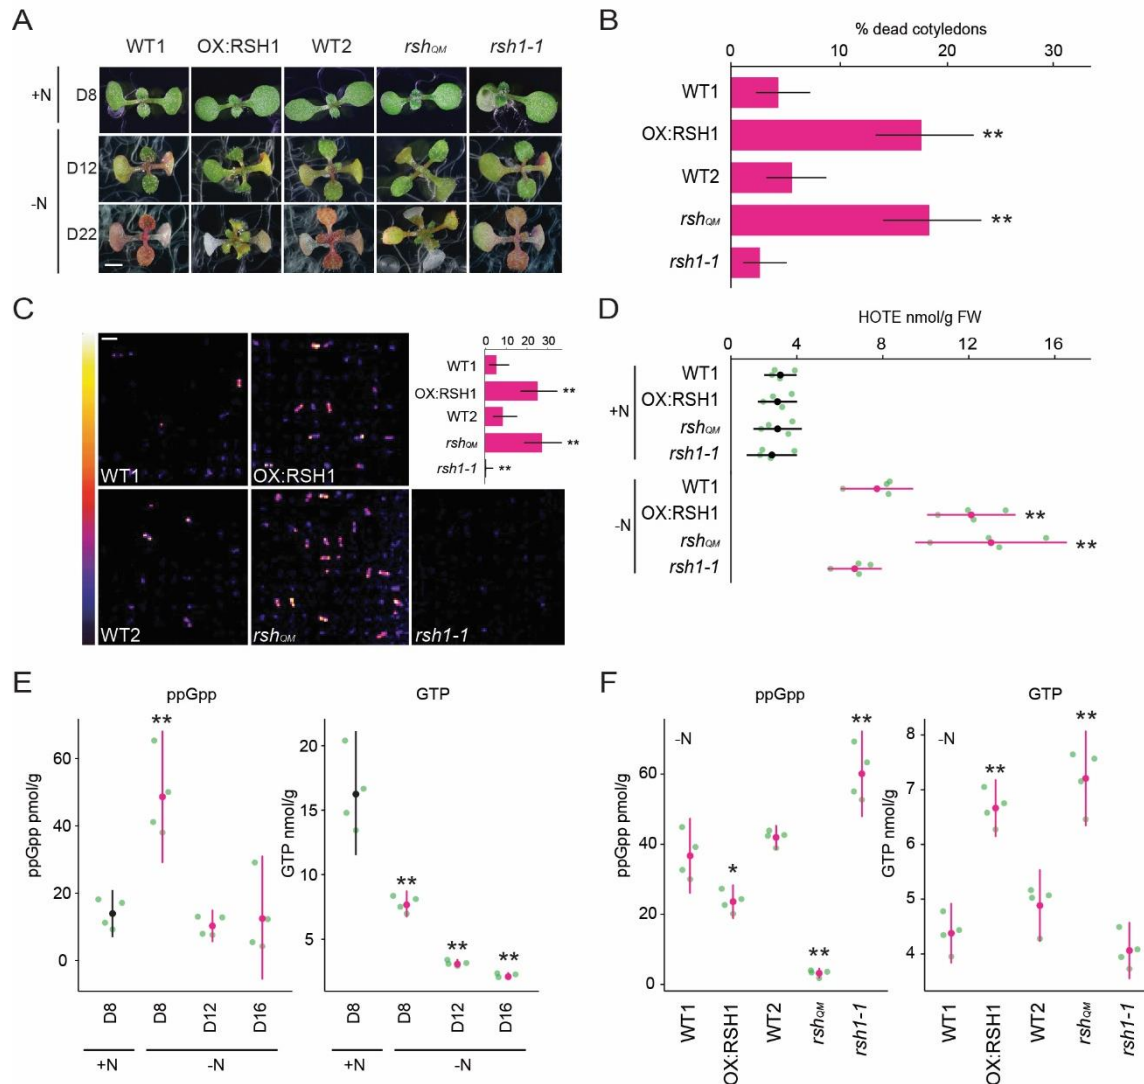 A
WT1 OX:RSH1 WT2 rshQM rsh1-1
+N D8
-N D12
D22
B
% dead cotyledons
0 10 20 30
WT1
OX:RSH1 **
WT2
rshQM **
rsh1-1
C
WT1
OX:RSH1
WT2
rshQM
rsh1-1
0 10 20 30
WT1
OX:RSH1 **
WT2
rshQM **
rsh1-1 **
D
HOTE nmol/g FW
0 4 8 12 16
+N
WT1
OX:RSH1
rshQM
rsh1-1
-N
WT1
OX:RSH1 **
rshQM **
rsh1-1
E
ppGpp
ppGpp pmol/g
60
40
20
0
**
D8 D8 D12 D16
+N -N
GTP
GTP nmol/g
20
15
10
5
** ** **
D8 D8 D12 D16
+N -N
F
ppGpp
-N
ppGpp pmol/g
60
40
20
0
* ** **
WT1 OX:RSH1 WT2 rshQM rsh1-1
GTP
-N
GTP nmol/g
8
7
6
5
4
** **
WT1 OX:RSH1 WT2 rshQM rsh1-1